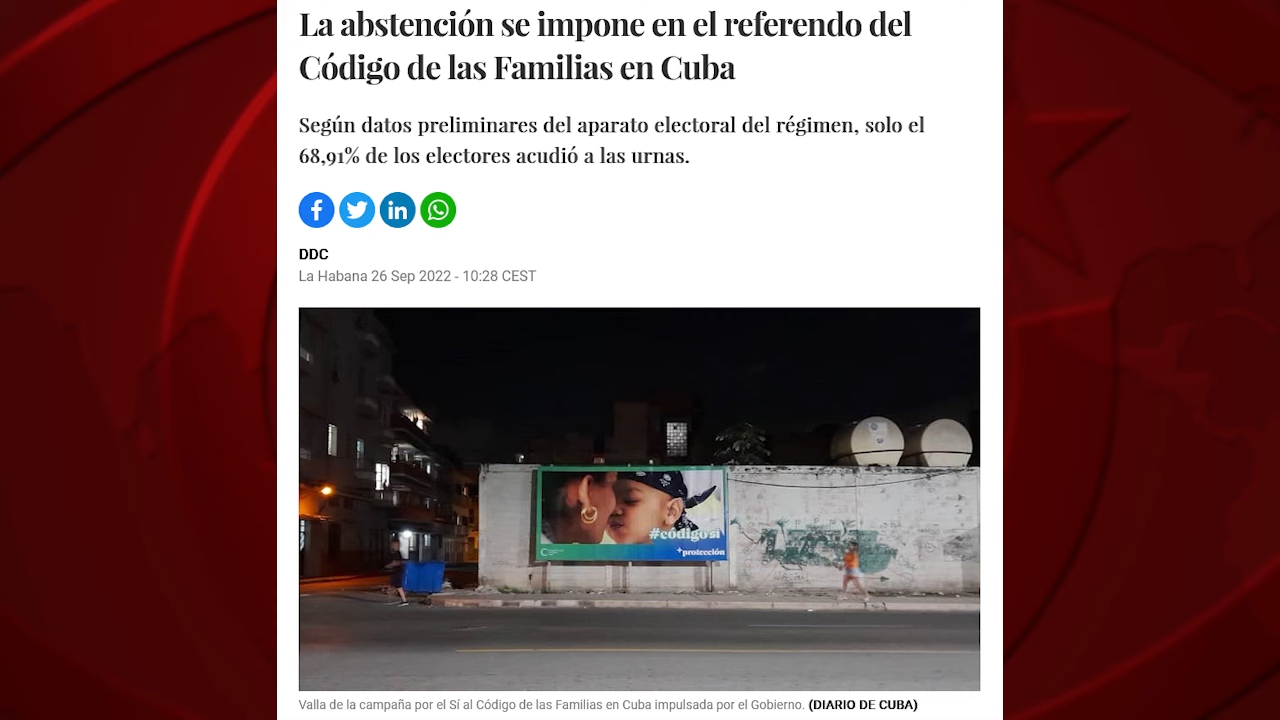 La abstención se impone en el referendo del
Código de las Familias en Cuba
Según datos preliminares del aparato electoral del régimen, solo el
68,91% de los electores acudió a las urnas.
DDC
La Habana 26 Sep 2022 - 10:28 CEST
#códigosí
+protección
Valla de la campaña por el Sí al Código de las Familias en Cuba impulsada por el Gobierno. (DIARIO DE CUBA)